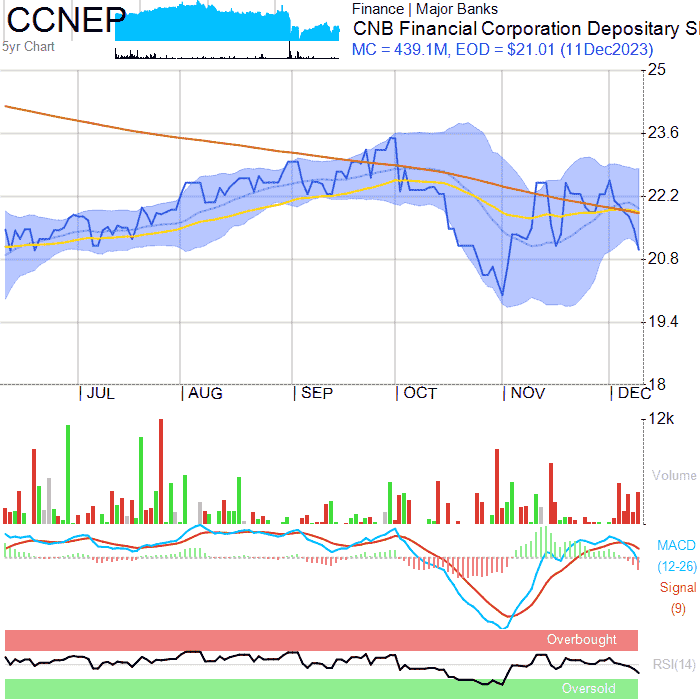 CCNEP
5yr Chart
Finance | Major Banks
CNB Financial Corporation Depositary S
MC = 439.1M, EOD = $21.01 (11Dec2023)
25
23.6
22.2
20.8
19.4
18
JUL
AUG
SEP
OCT
NOV
DEC
12k
Volume
MACD
(12-26)
Signal
(9)
Overbought
RSI(14)
Oversold